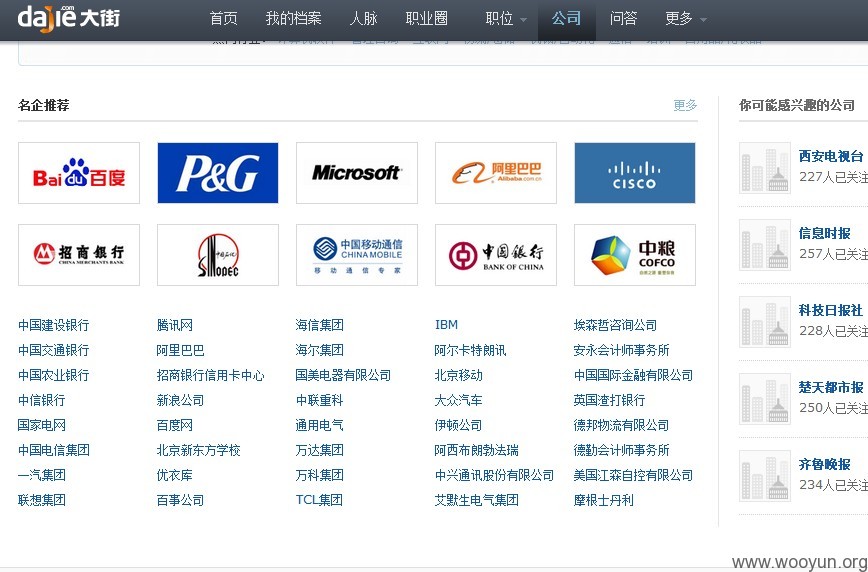 dajie.com 大街 首页 我的档案 人脉 职业圈 职位 公司 问答 更多
名企推荐 更多
Bai du 百度 P&G Microsoft 阿里巴巴 Alibaba.com.cn CISCO
招商银行 CHINA MERCHANTS BANK 中国石化 SINOPEC 中国移动通信 CHINA MOBILE 移动通信专家 中国银行 BANK OF CHINA 中粮 COFCO
中国建设银行 腾讯网 海信集团 IBM 埃森哲咨询公司
中国交通银行 阿里巴巴 海尔集团 阿尔卡特朗讯 安永会计师事务所
中国农业银行 招商银行信用卡中心 国美电器有限公司 北京移动 中国国际金融有限公司
中信银行 新浪公司 中联重科 大众汽车 英国渣打银行
国家电网 百度网 通用电气 伊顿公司 德邦物流有限公司
中国电信集团 北京新东方学校 万达集团 阿西布朗勃法瑞 德勤会计师事务所
一汽集团 优衣库 万科集团 中兴通讯股份有限公司 美国江森自控有限公司
联想集团 百事公司 TCL集团 艾默生电气集团 摩根士丹利
你可能感兴趣的公司
西安电视台
227人已关注
信息时报
257人已关注
科技日报社
228人已关注
楚天都市报
250人已关注
齐鲁晚报
234人已关注
www.wooyun.org